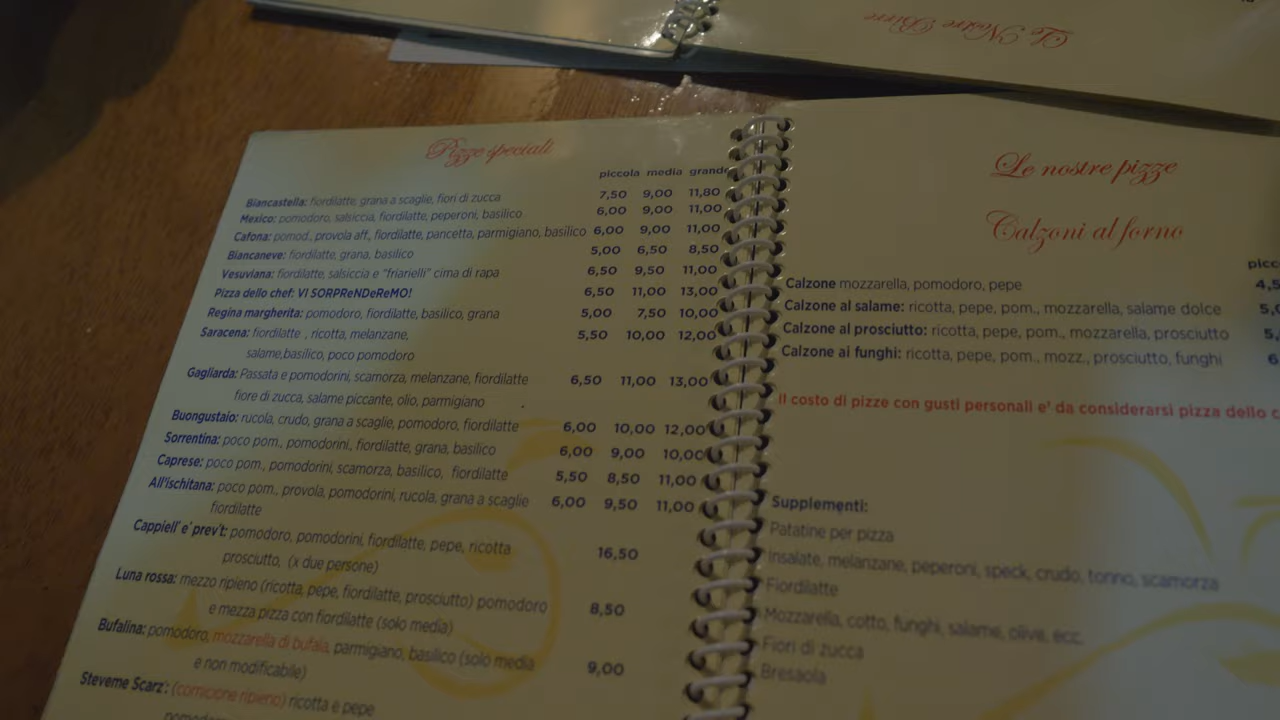 Le Nostre Birre
Pizze speciali
piccola media grande
Biancastella: fiordilatte, grana a scaglie, fiori di zucca 7,50 9,00 11,80
Mexico: pomodoro, salsiccia, fiordilatte, peperoni, basilico 6,00 9,00 11,00
Cafona: pomod., provola aff., fiordilatte, pancetta, parmigiano, basilico 6,00 9,00 11,00
Biancaneve: fiordilatte, grana, basilico 5,00 6,50 8,50
Vesuviana: fiordilatte, salsiccia e "friarielli" cima di rapa 6,50 9,50 11,00
Pizza dello chef: VI SORPReNDeReMO! 6,50 11,00 13,00
Regina margherita: pomodoro, fiordilatte, basilico, grana 5,00 7,50 10,00
Saracena: fiordilatte , ricotta, melanzane, 5,50 10,00 12,00
salame,basilico, poco pomodoro
Gagliarda: Passata e pomodorini, scamorza, melanzane, fiordilatte 6,50 11,00 13,00
fiore di zucca, salame piccante, olio, parmigiano
Buongustaio: rucola, crudo, grana a scaglie, pomodoro, fiordilatte 6,00 10,00 12,00
Sorrentina: poco pom., pomodorini, fiordilatte, grana, basilico 6,00 9,00 10,00
Caprese: poco pom., pomodorini, scamorza, basilico, fiordilatte 5,50 8,50 11,00
All'ischitana: poco pom., provola, pomodorini, rucola, grana a scaglie 6,00 9,50 11,00
fiordilatte
Cappiell' e' prev't: pomodoro, pomodorini, fiordilatte, pepe, ricotta 16,50
prosciutto, (x due persone)
Luna rossa: mezzo ripieno (ricotta, pepe, fiordilatte, prosciutto) pomodoro 8,50
e mezza pizza con fiordilatte (solo media)
Bufalina: pomodoro, mozzarella di bufala, parmigiano, basilico (solo media 9,00
e non modificabile)
Steveme Scarz': (cornicione ripieno) ricotta e pepe
Le nostre pizze
Calzoni al forno
Calzone mozzarella, pomodoro, pepe
Calzone al salame: ricotta, pepe, pom., mozzarella, salame dolce
Calzone al prosciutto: ricotta, pepe, pom., mozzarella, prosciutto
Calzone ai funghi: ricotta, pepe, pom., mozz., prosciutto, funghi
Il costo di pizze con gusti personali e' da considerarsi pizza dello
Supplementi:
Patatine per pizza
Insalate, melanzane, peperoni, speck, crudo, tonno, scamorza
Fiordilatte
Mozzarella, cotto, funghi, salame, olive, ecc.
Fiori di zucca
Bresaola